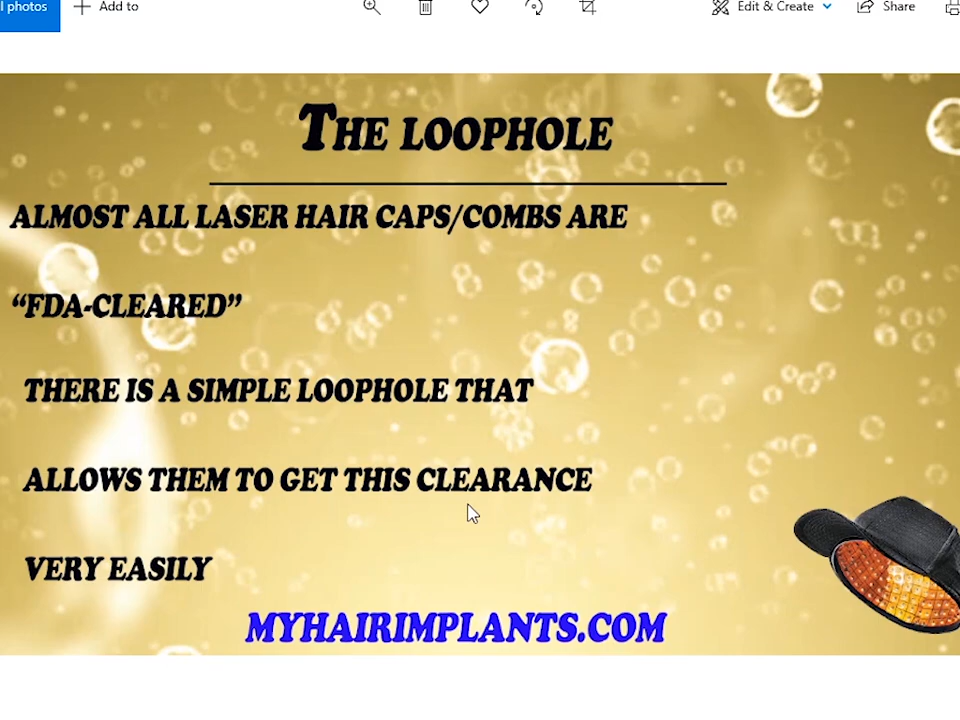 l photos
Add to
Edit & Create
Share
THE LOOPHOLE
ALMOST ALL LASER HAIR CAPS/COMBS ARE
“FDA-CLEARED”
THERE IS A SIMPLE LOOPHOLE THAT
ALLOWS THEM TO GET THIS CLEARANCE
VERY EASILY
MYHAIRIMPLANTS.COM